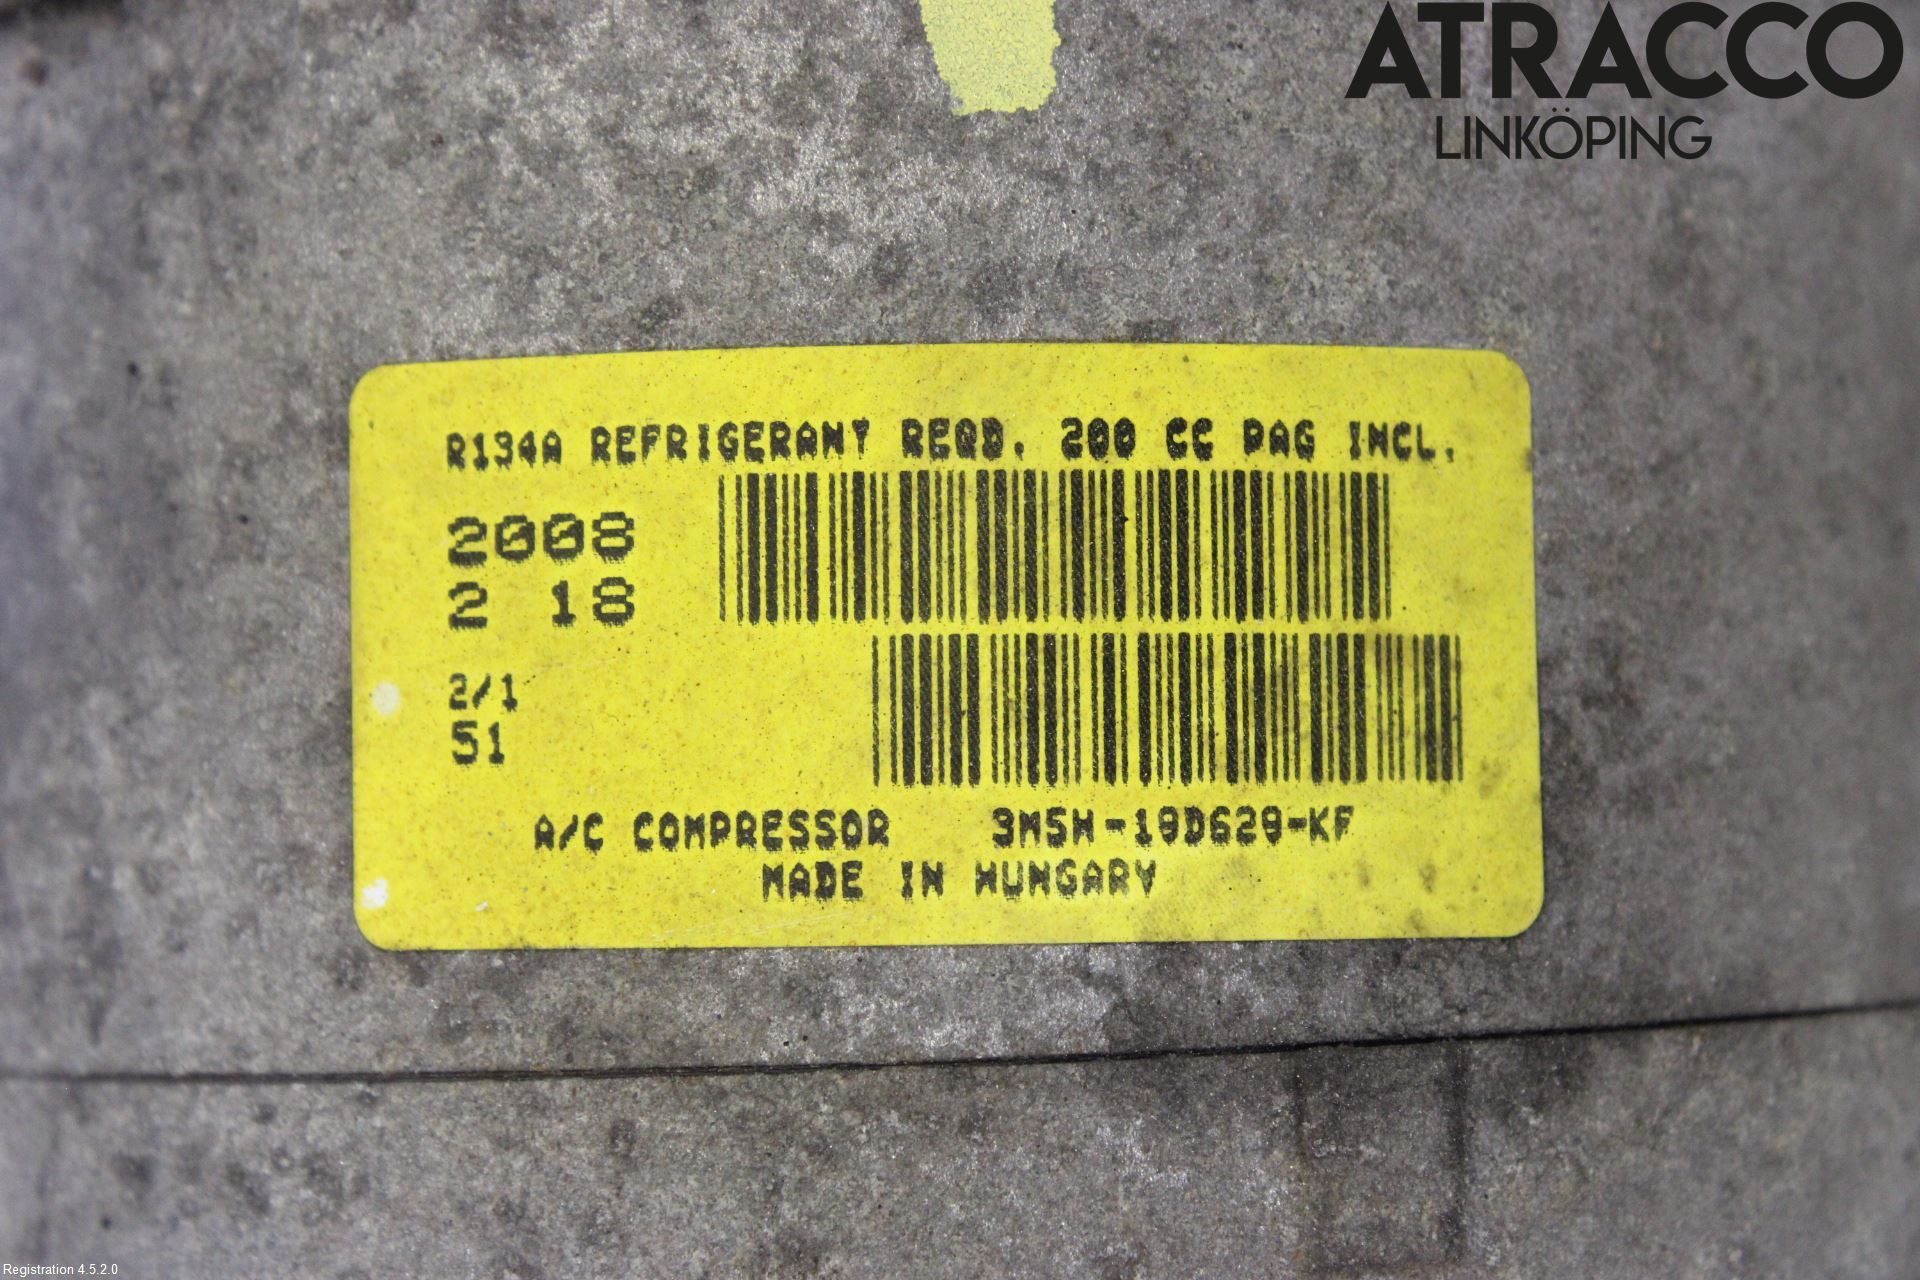 ATRACCO
LINKÖPING
R134A REFRIGERANT REQD. 200 CC PAG INCL.
2008
2 18
2/1
51
A/C COMPRESSOR 3M5H-19D629-KF
MADE IN HUNGARY
Registration 4.5.2.0